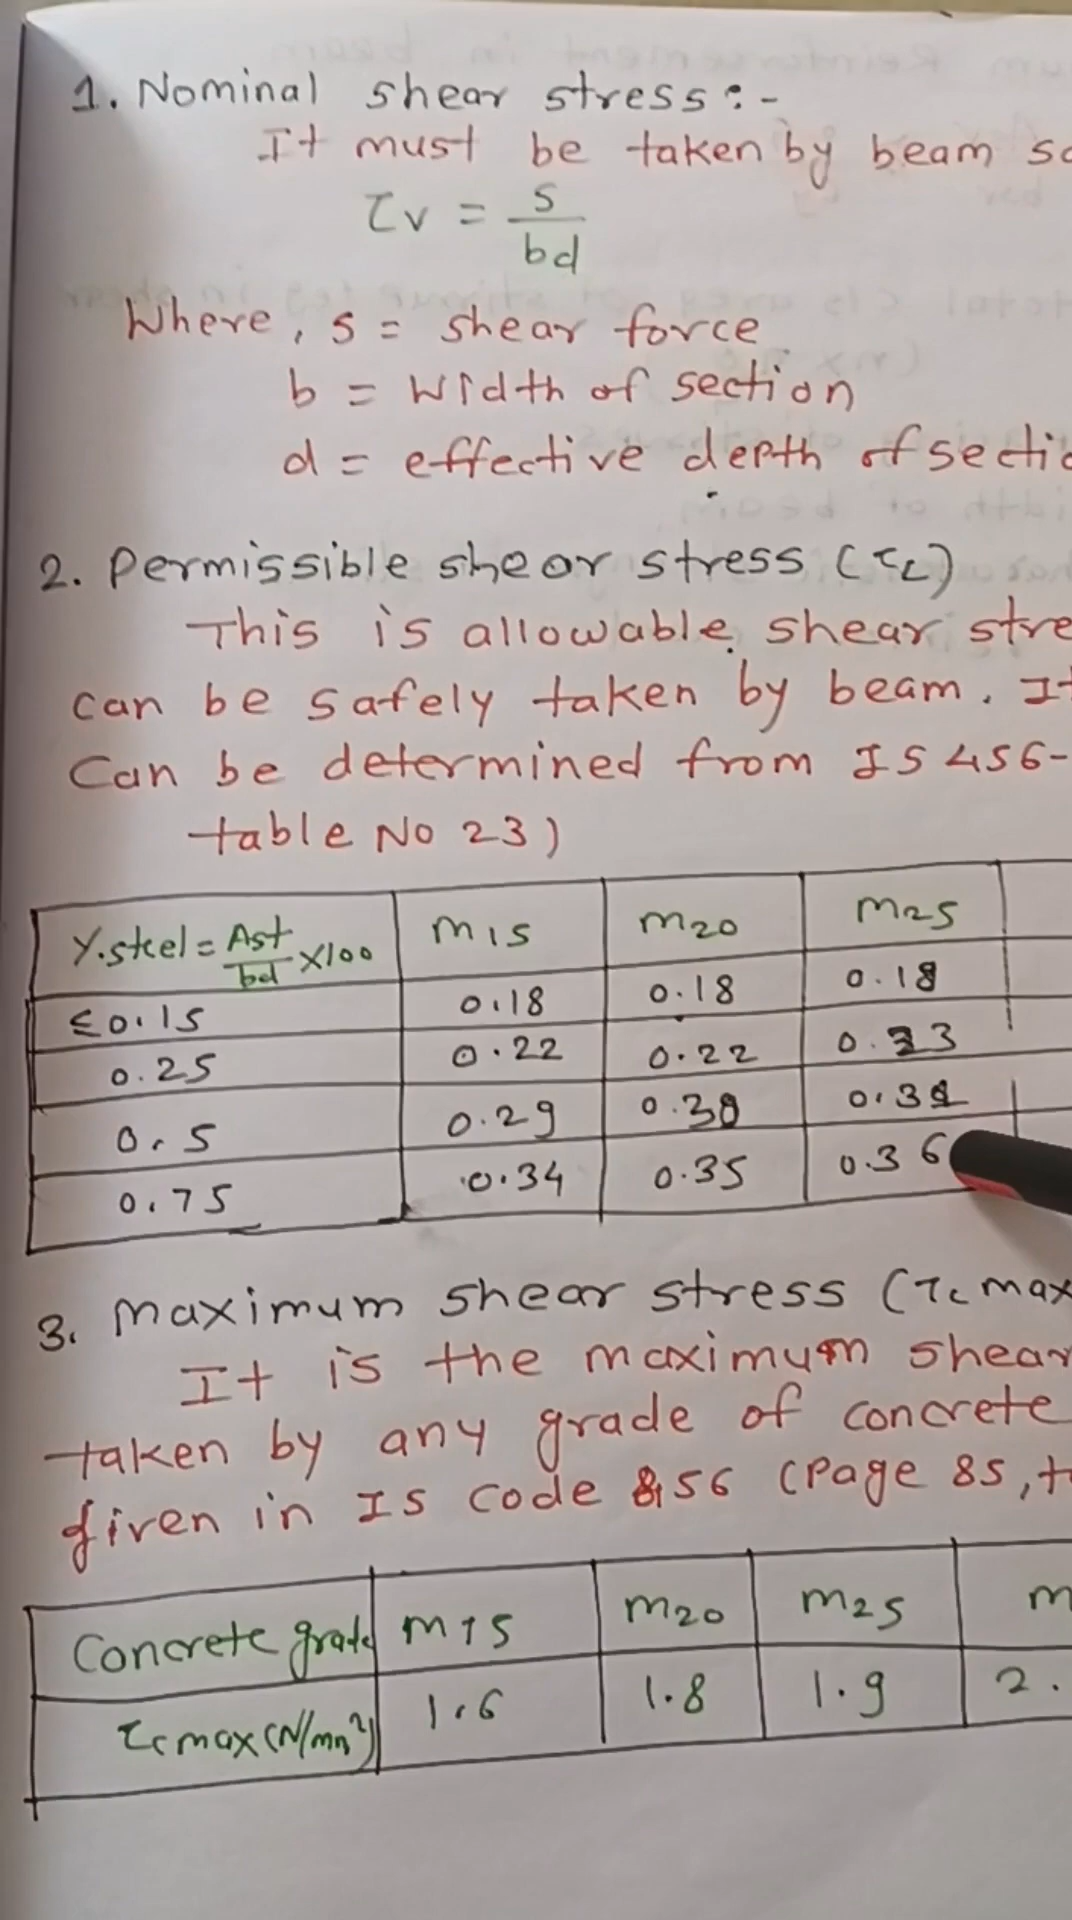 1. Nominal shear stress:-
It must be taken by beam
τv = s
bd
Where, s = shear force
b = width of section
d = effective depth of
2. Permissible shear stress (τc)
This is allowable shear
can be safely taken by beam.
Can be determined from IS 456-
table No 23)
%steel = Ast/bd ×100 M15 M20 M25
≤0.15 0.18 0.18 0.18
0.25 0.22 0.22 0.23
0.5 0.29 0.30
0.75 0.34 0.35 0.36
3. Maximum shear stress (τc max
It is the maximum shear
taken by any grade of concrete
given in IS code 456 (Page 85,
Concrete grade M15 M20 M25 M
τc max (N/mm²) 1.6 1.8 1.9 2.